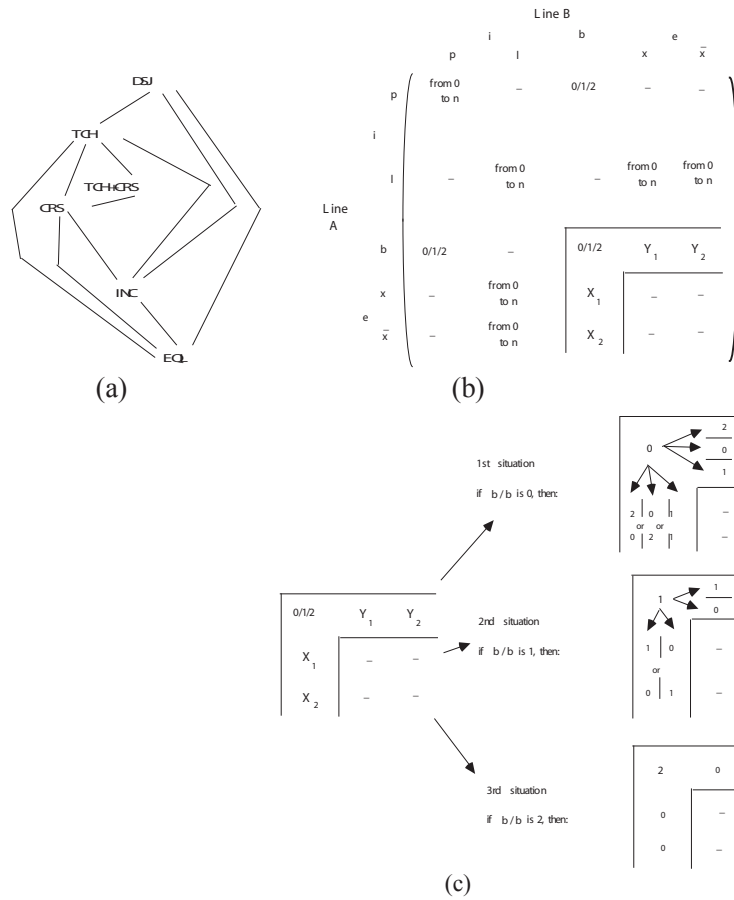 DSJ
TCH
TCH+CRS
CRS
INC
EQL
(a)
Line B
i b e
p l x x̄
p from 0 to n – 0/1/2 – –
i
l – from 0 to n – from 0 to n from 0 to n
Line A
b 0/1/2 – 0/1/2 Y1 Y2
x – from 0 to n X1 – –
e
x̄ – from 0 to n X2 – –
(b)
1st situation
if b/b is 0, then:
0 2
0
1
2 0 1 –
or or
0 2 1 –
0/1/2 Y1 Y2
X1 – –
X2 – –
2nd situation
if b/b is 1, then:
1 1
0
1 0 –
or
0 1 –
3rd situation
if b/b is 2, then:
2 0
0 –
0 –
(c)